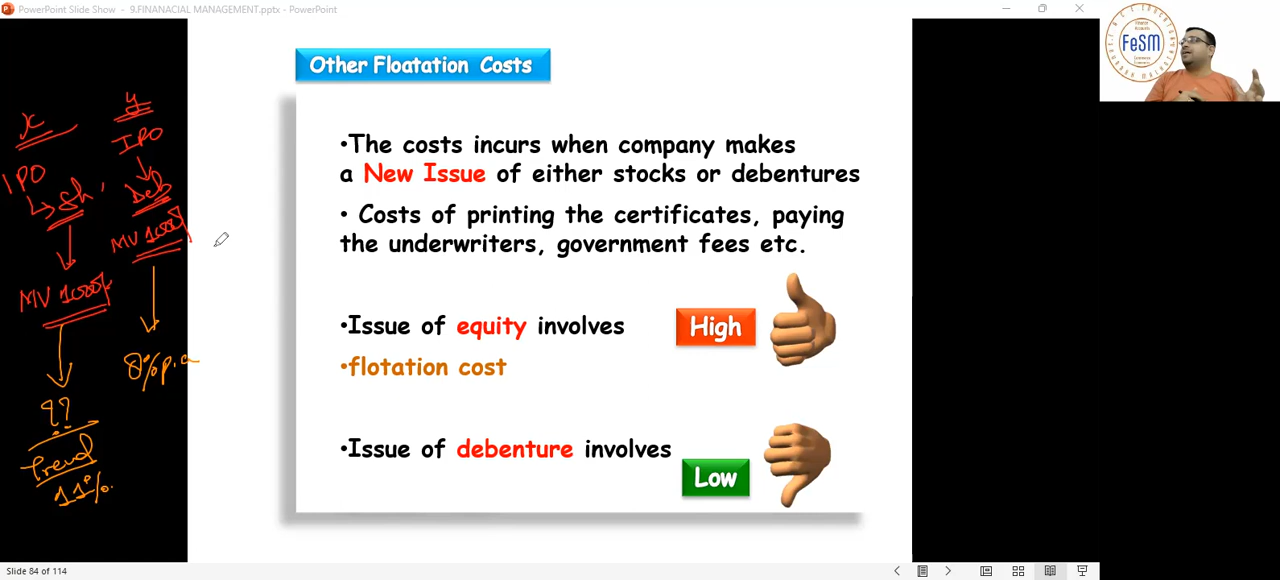 PowerPoint Slide Show - 9.FINANACIAL MANAGEMENT.pptx - PowerPoint
Other Floatation Costs
•The costs incurs when company makes
a New Issue of either stocks or debentures
• Costs of printing the certificates, paying
the underwriters, government fees etc.
•Issue of equity involves
High
•flotation cost
•Issue of debenture involves
Low
x
IPO
↳ Sh,
MV
??
Trend
11%.
y
IPO
Deb
MV
8% p.a
FeSM
Slide 84 of 114